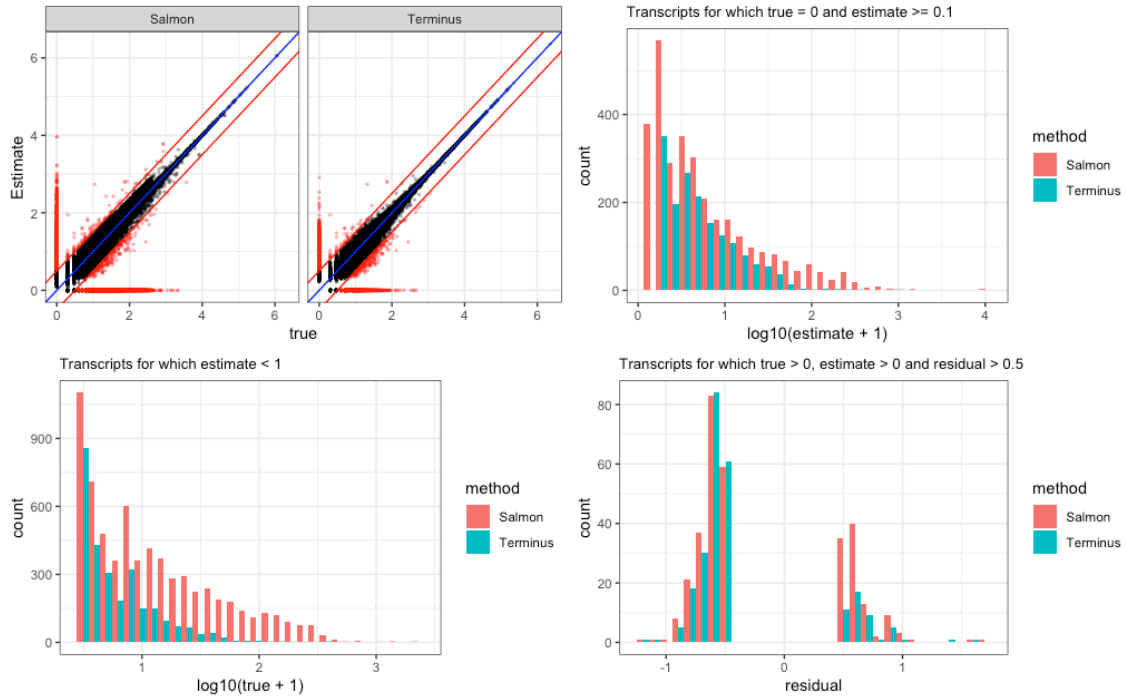 Salmon
Terminus
Estimate
6
4
2
0
0
2
4
6
0
2
4
6
true
Transcripts for which true = 0 and estimate >= 0.1
count
400
200
0
0
1
2
3
4
log10(estimate + 1)
method
Salmon
Terminus
Transcripts for which estimate < 1
count
900
600
300
0
1
2
3
log10(true + 1)
method
Salmon
Terminus
Transcripts for which true > 0, estimate > 0 and residual > 0.5
count
80
60
40
20
0
-1
0
1
residual
method
Salmon
Terminus